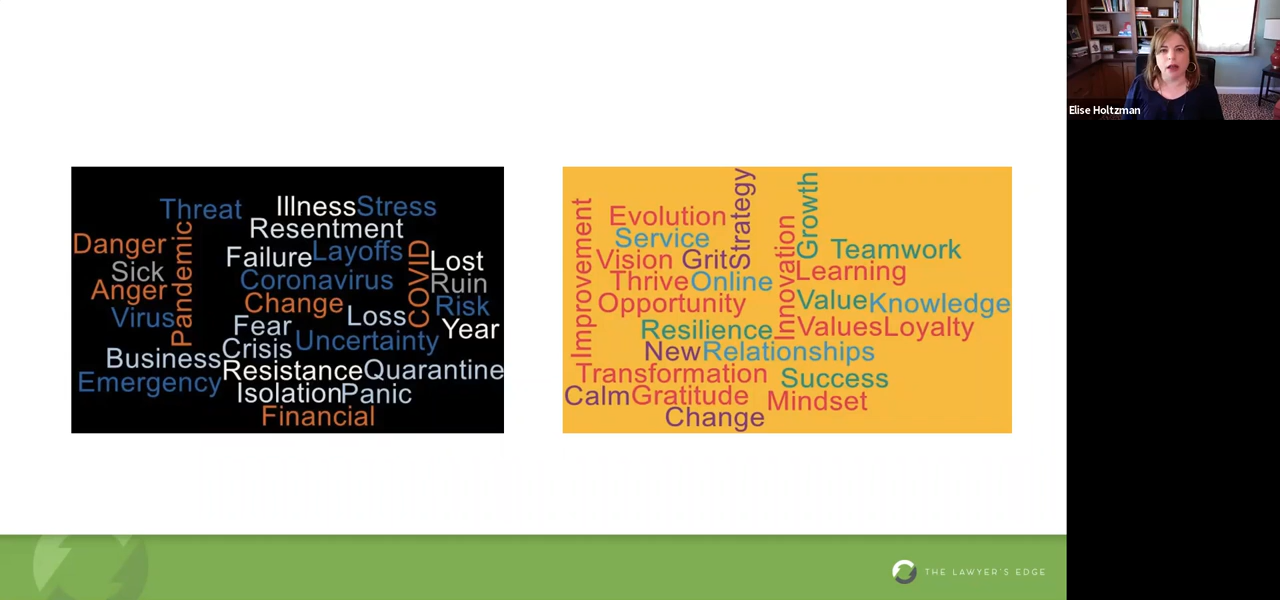 Threat
Illness Stress
Resentment
Danger
Pandemic
Failure Layoffs
COVID
Lost
Sick
Coronavirus
Ruin
Anger
Change
Risk
Virus
Loss
Fear
Year
Uncertainty
Crisis
Business
Resistance Quarantine
Emergency
Isolation Panic
Financial
Improvement
Evolution
Strategy
Growth
Service
Innovation
Teamwork
Vision Grit
Learning
Thrive Online
Opportunity
Value Knowledge
Resilience
Values Loyalty
New Relationships
Transformation
Success
Calm Gratitude
Mindset
Change
THE LAWYER'S EDGE
Elise Holtzman